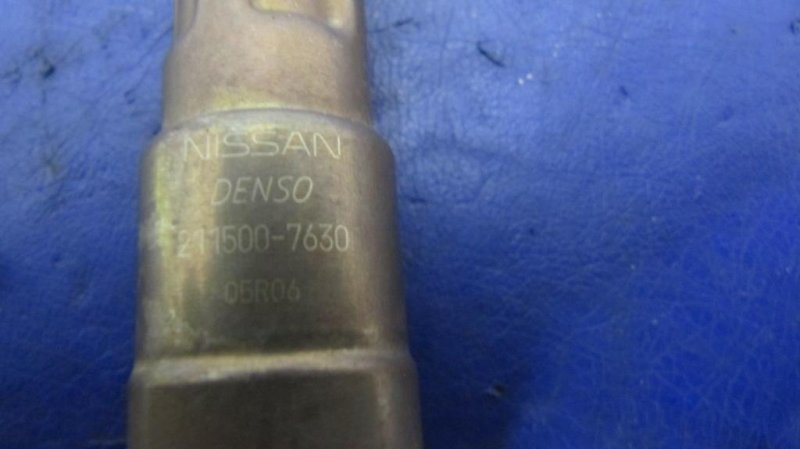 NISSAN
DENSO
211500-7630
05R06